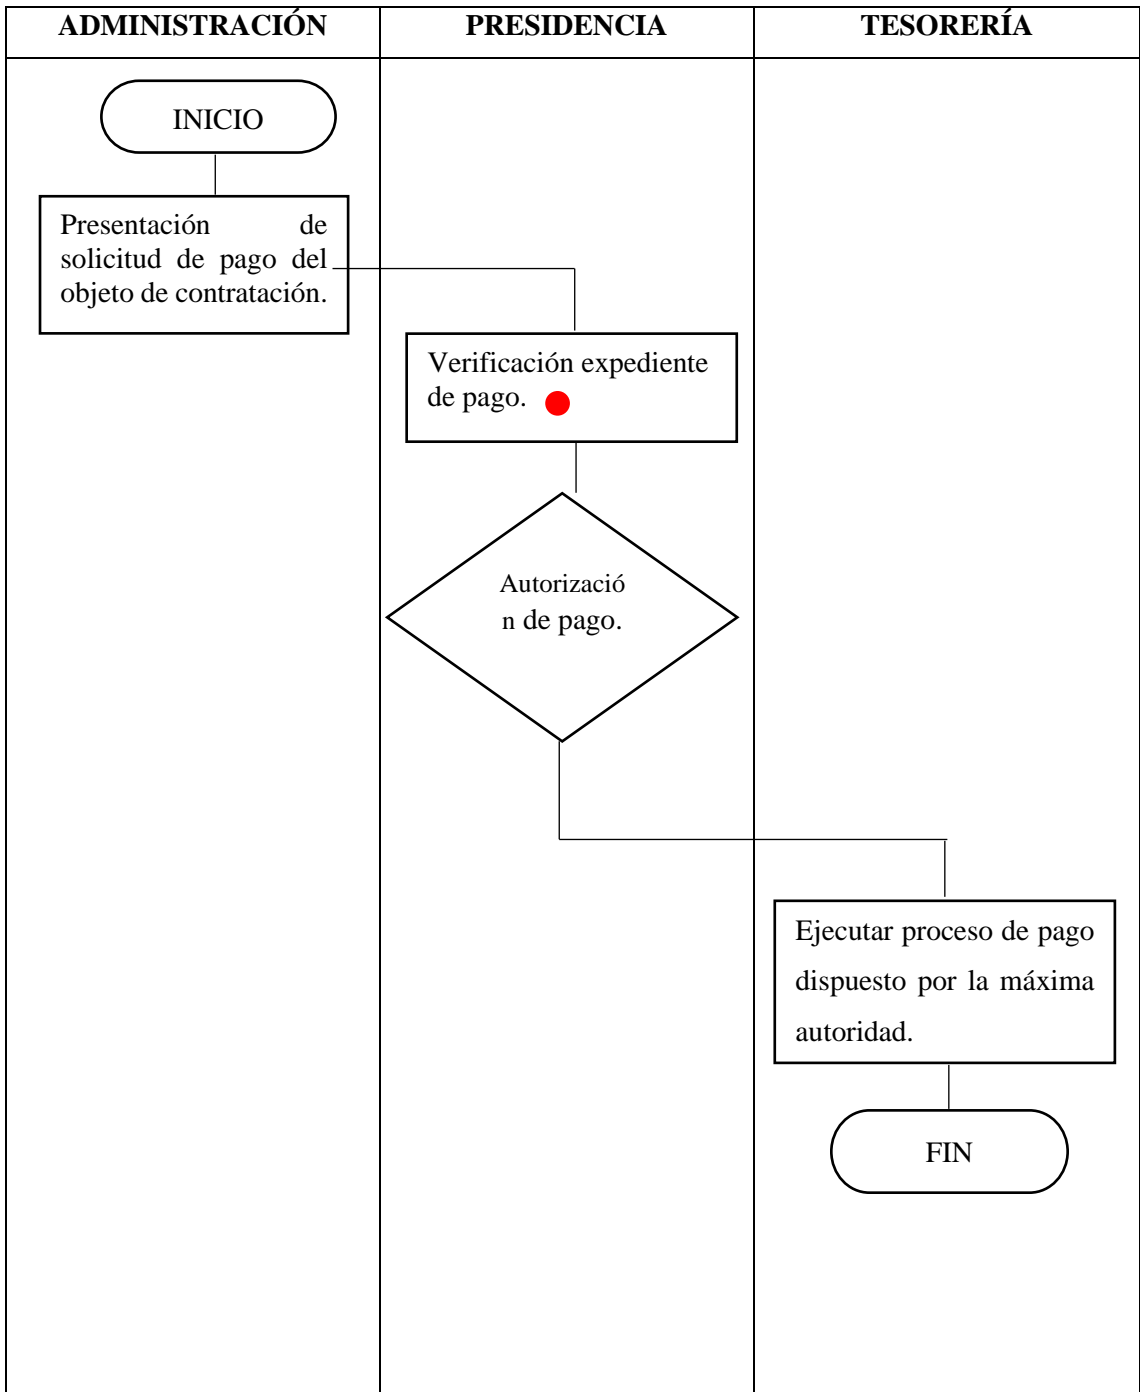 ADMINISTRACIÓN
PRESIDENCIA
TESORERÍA
INICIO
Presentación de
solicitud de pago del
objeto de contratación.
Verificación expediente
de pago.
Autorizació
n de pago.
Ejecutar proceso de pago
dispuesto por la máxima
autoridad.
FIN